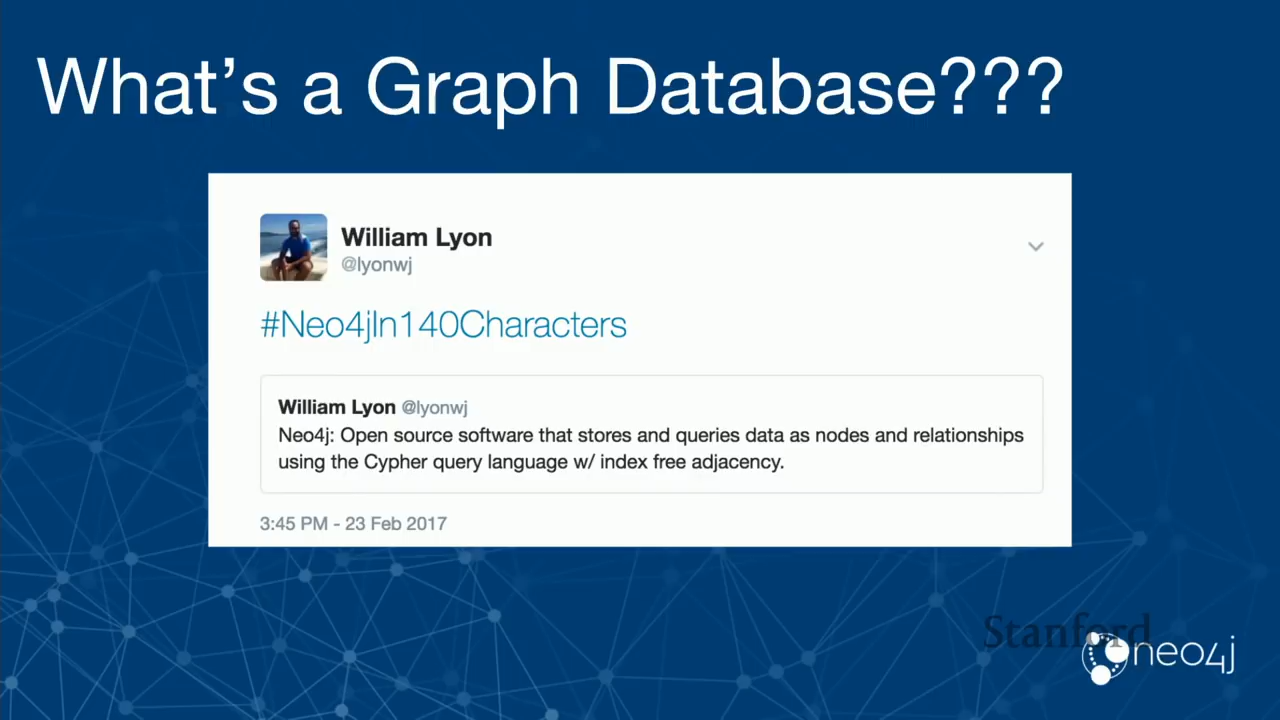 What’s a Graph Database???
William Lyon
@lyonwj
#Neo4jIn140Characters
William Lyon @lyonwj
Neo4j: Open source software that stores and queries data as nodes and relationships
using the Cypher query language w/ index free adjacency.
3:45 PM - 23 Feb 2017
Stanford
neo4j